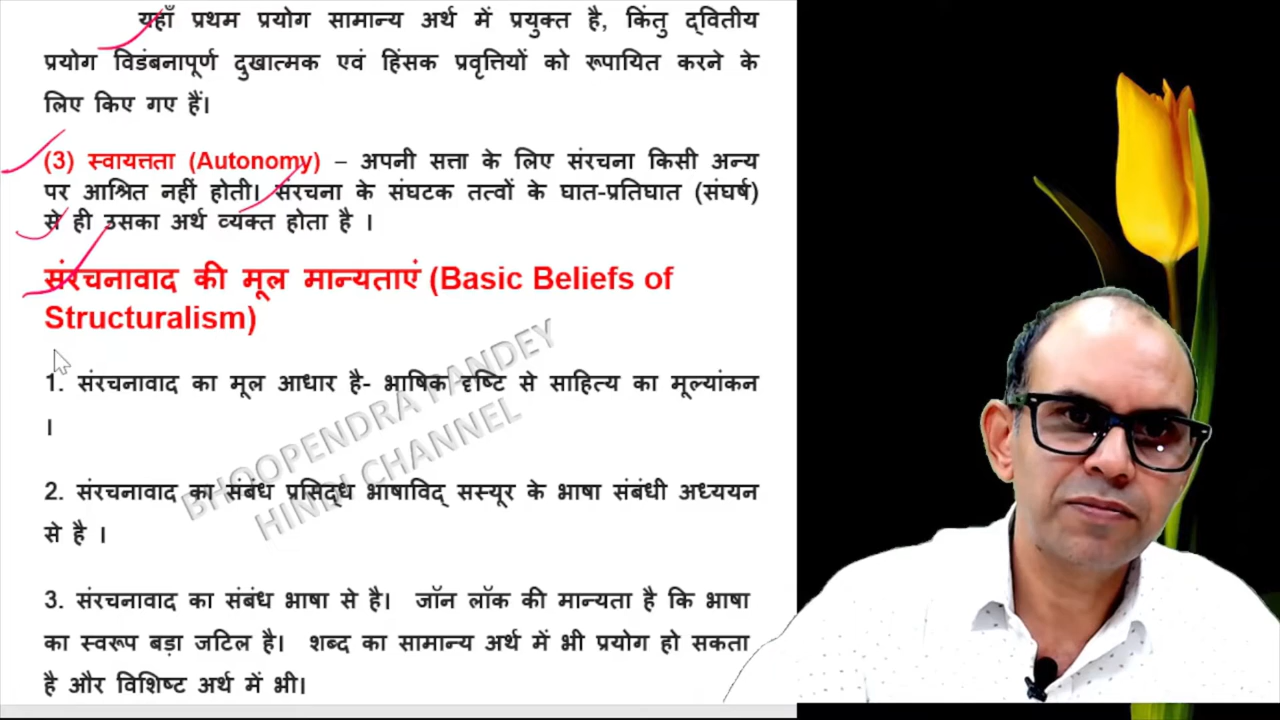 यहाँ प्रथम प्रयोग सामान्य अर्थ में प्रयुक्त है, किंतु द्वितीय
प्रयोग विडंबनापूर्ण दुखात्मक एवं हिंसक प्रवृत्तियों को रूपायित करने के
लिए किए गए हैं।
(3) स्वायत्तता (Autonomy) – अपनी सत्ता के लिए संरचना किसी अन्य
पर आश्रित नहीं होती। संरचना के संघटक तत्वों के घात-प्रतिघात (संघर्ष)
से ही उसका अर्थ व्यक्त होता है ।
संरचनावाद की मूल मान्यताएं (Basic Beliefs of
Structuralism)
1. संरचनावाद का मूल आधार है- भाषिक दृष्टि से साहित्य का मूल्यांकन
।
2. संरचनावाद का संबंध प्रसिद्ध भाषाविद् सस्यूर के भाषा संबंधी अध्ययन
से है ।
3. संरचनावाद का संबंध भाषा से है। जॉन लॉक की मान्यता है कि भाषा
का स्वरूप बड़ा जटिल है। शब्द का सामान्य अर्थ में भी प्रयोग हो सकता
है और विशिष्ट अर्थ में भी।
BHOOPENDRA PANDEY
HINDI CHANNEL